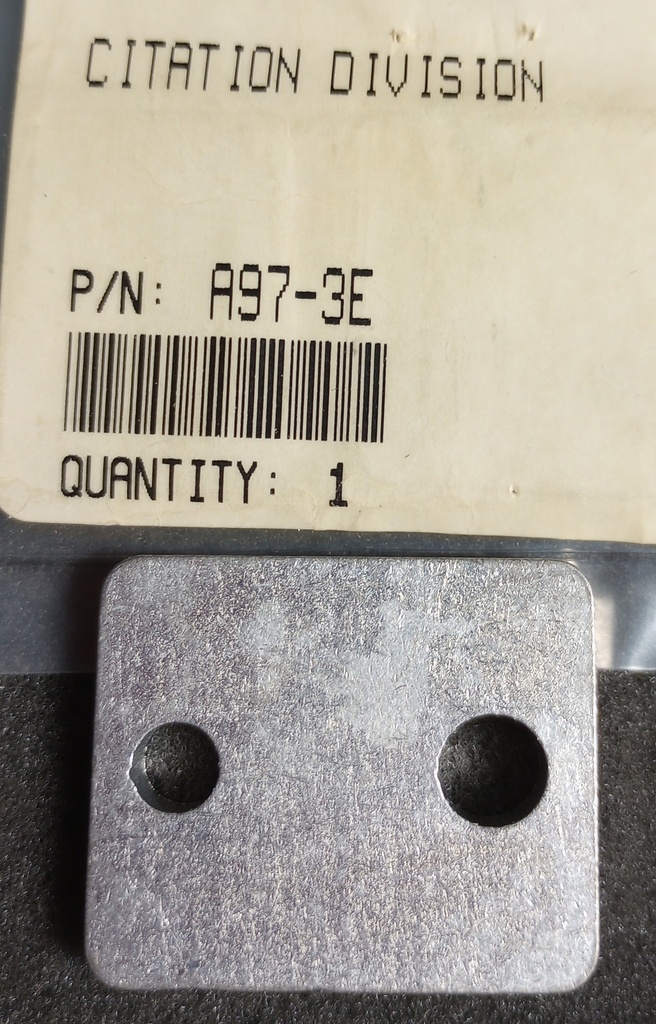 CITATION DIVISION
P/N: A97-3E
QUANTITY: 1